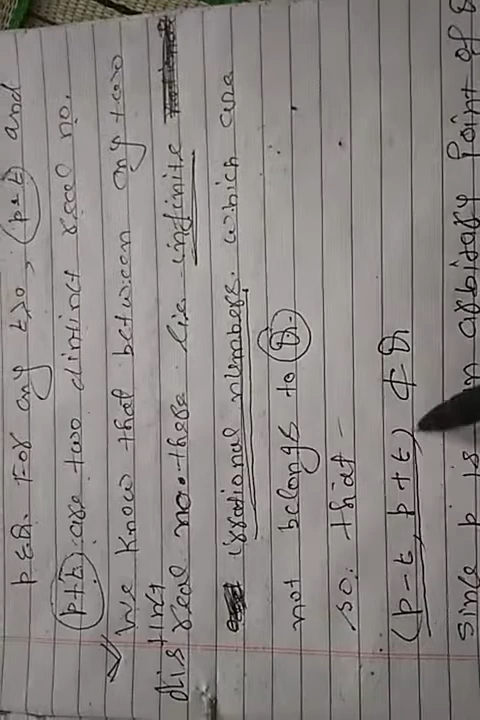 p∈Q. For any ε>0, (p-ε) and
(p+ε) are two distinct real no.
We know that between any two
distinct
real no. there lie infinite
irrational numbers. which are
not belongs to Q.
so. that -
(p-ε, p+ε) ⊄ Q
since p is an arbitary point of Q